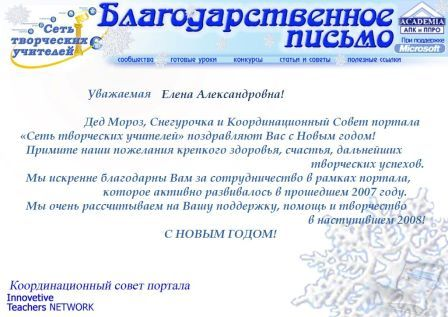 Сеть
творческих
учителей
Благодарственное
письмо
ACADEMIA
АПК и ППРО
При поддержке
Microsoft
сообщества готовые уроки конкурсы статьи и советы полезные ссылки
Уважаемая Елена Александровна!
Дед Мороз, Снегурочка и Координационный Совет портала
«Сеть творческих учителей» поздравляют Вас с Новым годом!
Примите наши пожелания крепкого здоровья, счастья, дальнейших
творческих успехов.
Мы искренне благодарны Вам за сотрудничество в рамках портала,
которое активно развивалось в прошедшем 2007 году.
Мы очень рассчитываем на Вашу поддержку, помощь и творчество
в наступившем 2008!
С НОВЫМ ГОДОМ!
Координационный совет портала
Innovetive
Teachers NETWORK